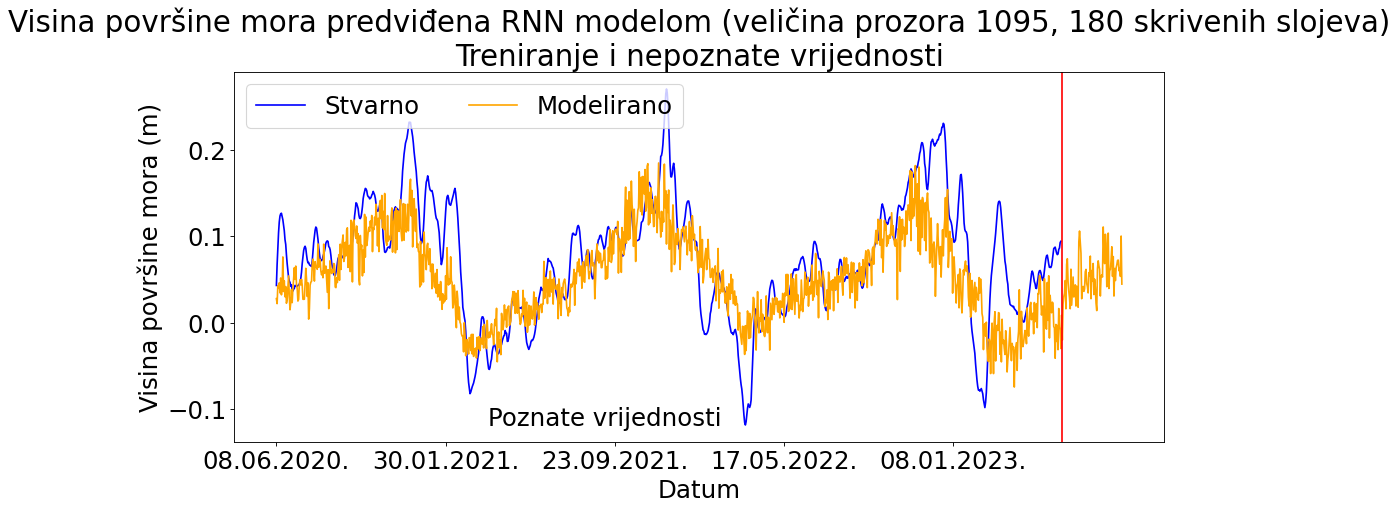 Visina površine mora predviđena RNN modelom (veličina prozora 1095, 180 skrivenih slojeva)
Treniranje i nepoznate vrijednosti
Stvarno Modelirano
Visina površine mora (m)
0.2
0.1
0.0
−0.1
Poznate vrijednosti
08.06.2020. 30.01.2021. 23.09.2021. 17.05.2022. 08.01.2023.
Datum